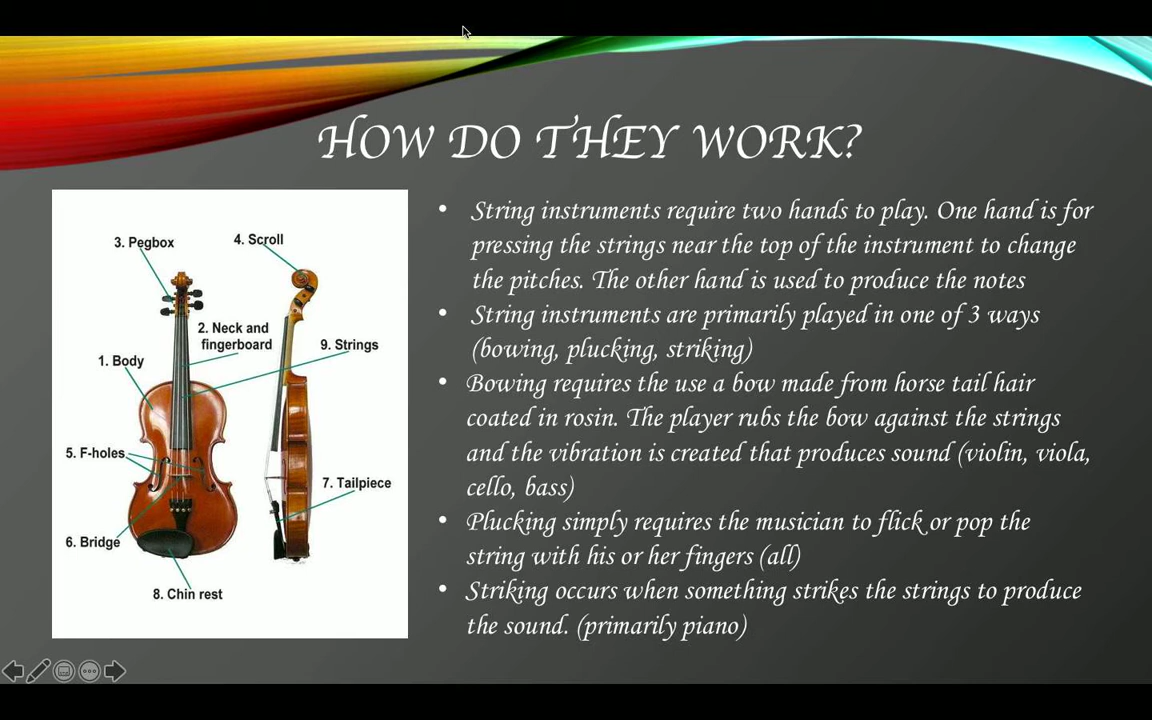 HOW DO THEY WORK?
3. Pegbox
4. Scroll
2. Neck and
fingerboard
9. Strings
1. Body
5. F-holes
7. Tailpiece
6. Bridge
8. Chin rest
• String instruments require two hands to play. One hand is for
pressing the strings near the top of the instrument to change
the pitches. The other hand is used to produce the notes
• String instruments are primarily played in one of 3 ways
(bowing, plucking, striking)
• Bowing requires the use a bow made from horse tail hair
coated in rosin. The player rubs the bow against the strings
and the vibration is created that produces sound (violin, viola,
cello, bass)
• Plucking simply requires the musician to flick or pop the
string with his or her fingers (all)
• Striking occurs when something strikes the strings to produce
the sound. (primarily piano)